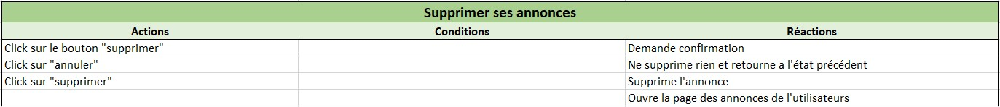 Supprimer ses annonces
Actions Conditions Réactions
Click sur le bouton "supprimer" Demande confirmation
Click sur "annuler" Ne supprime rien et retourne a l'état précédent
Click sur "supprimer" Supprime l'annonce
Ouvre la page des annonces de l'utilisateurs